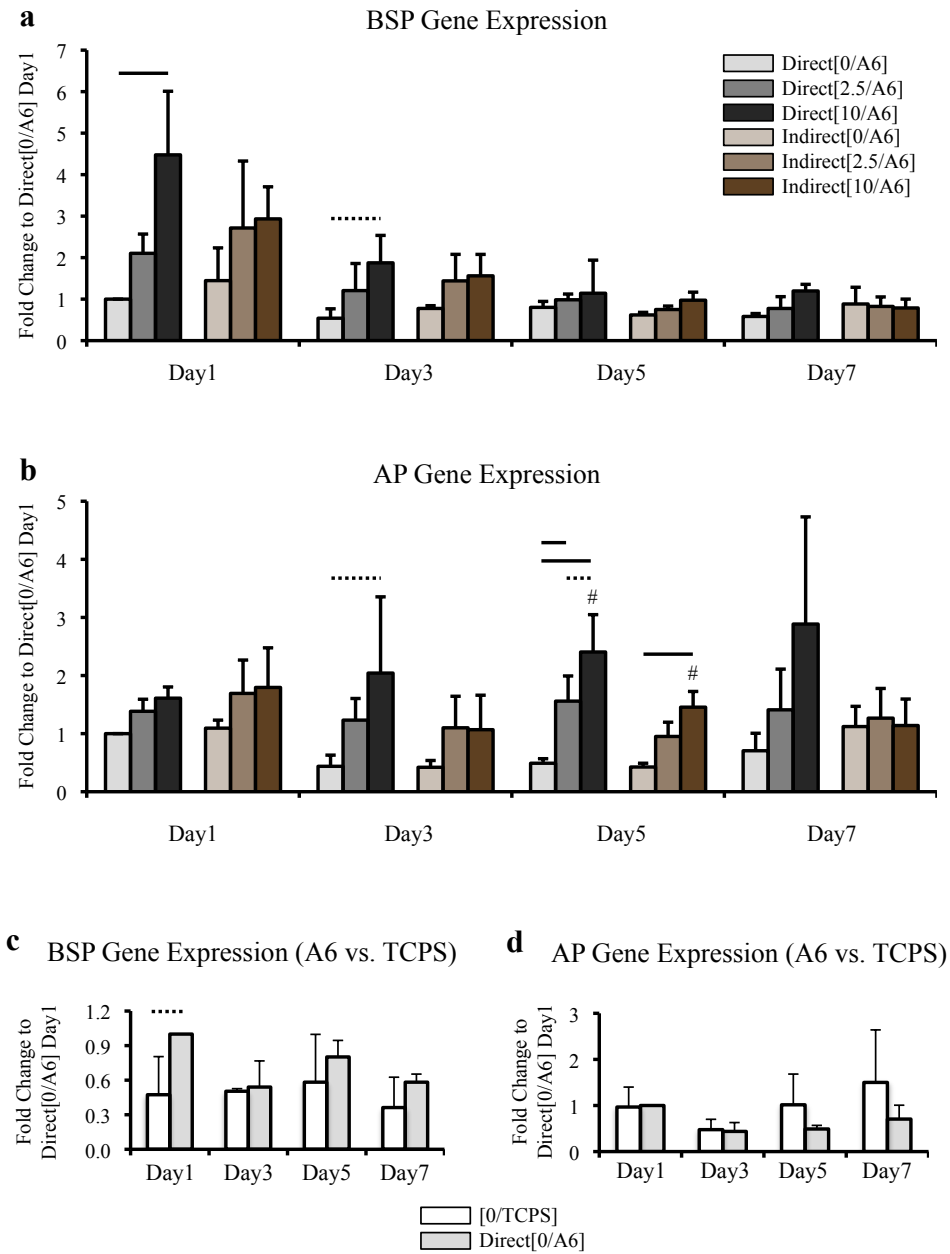 a
BSP Gene Expression
Fold Change to Direct[0/A6] Day1
7
6
5
4
3
2
1
0
Direct[0/A6]
Direct[2.5/A6]
Direct[10/A6]
Indirect[0/A6]
Indirect[2.5/A6]
Indirect[10/A6]
Day1 Day3 Day5 Day7
b
AP Gene Expression
Fold Change to Direct[0/A6] Day1
5
4
3
2
1
0
#
#
Day1 Day3 Day5 Day7
c
BSP Gene Expression (A6 vs. TCPS)
Fold Change to
Direct[0/A6] Day1
1.2
0.9
0.6
0.3
0.0
Day1 Day3 Day5 Day7
d
AP Gene Expression (A6 vs. TCPS)
Fold Change to
Direct[0/A6] Day1
3
2
1
0
Day1 Day3 Day5 Day7
[0/TCPS]
Direct[0/A6]